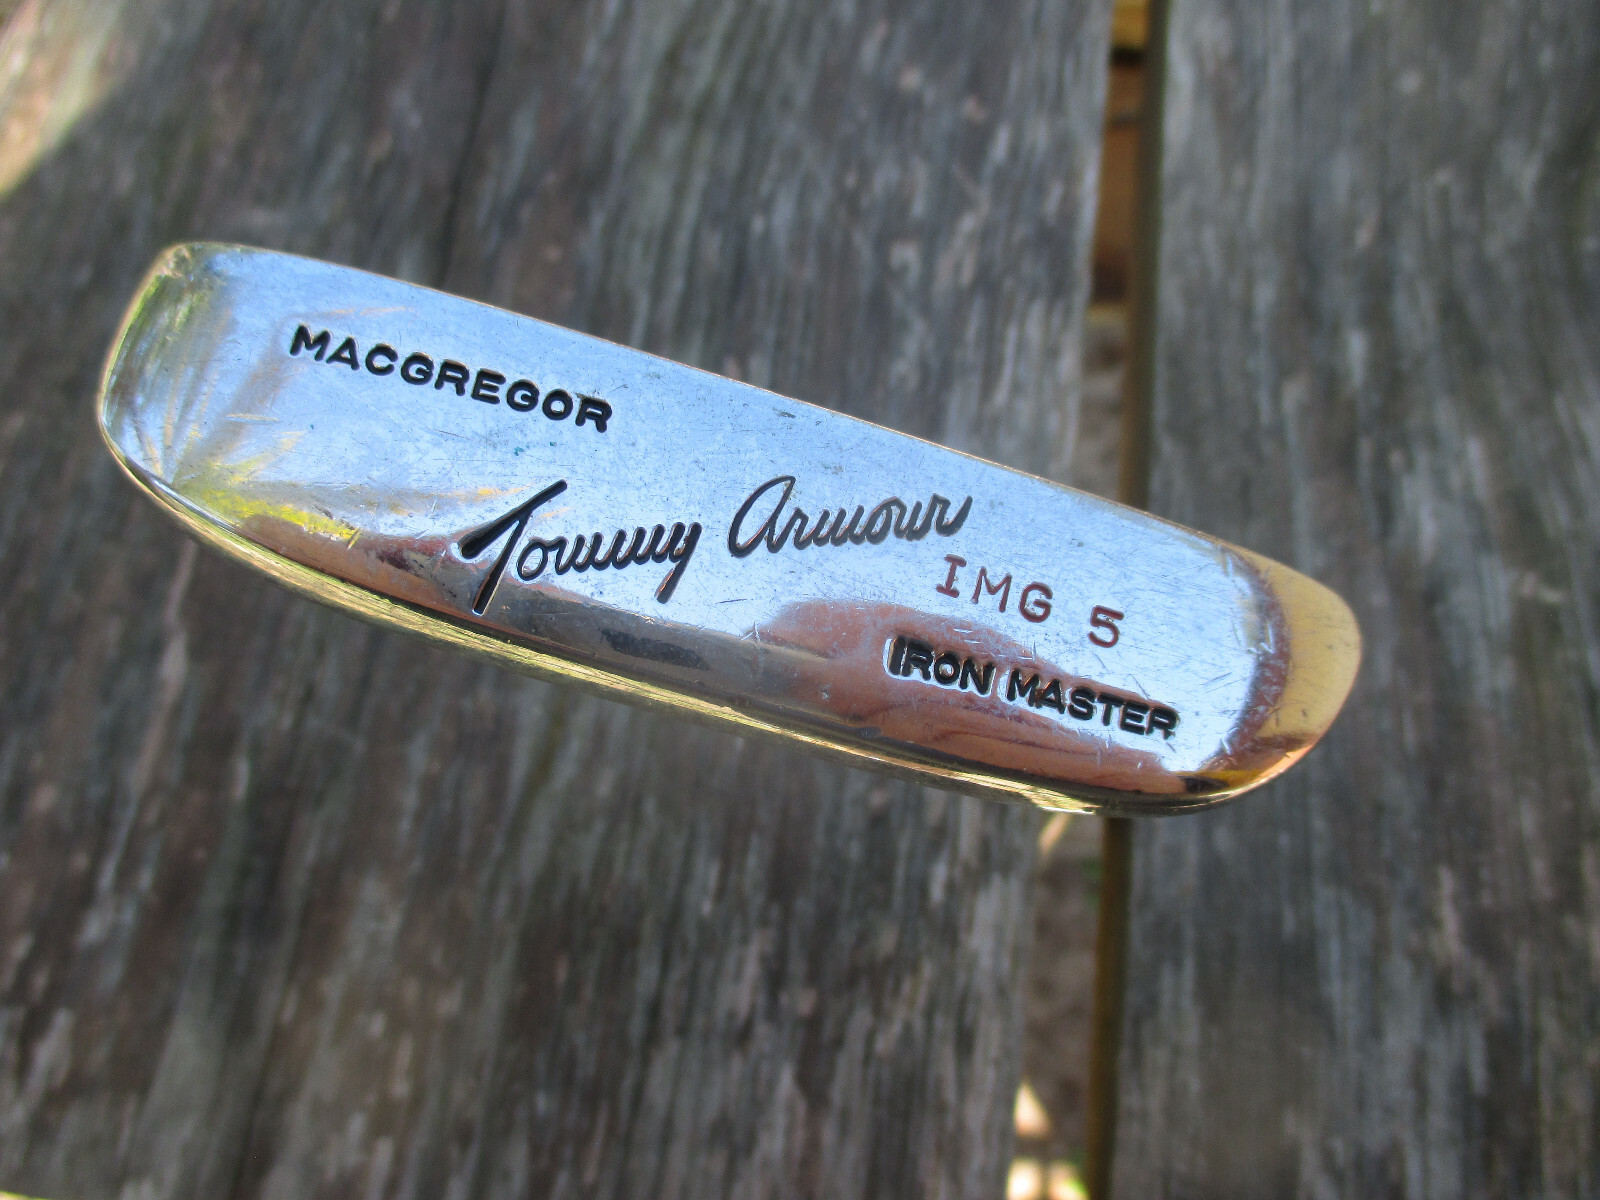 MACGREGOR
Tommy Armour
IMG 5
IRON MASTER